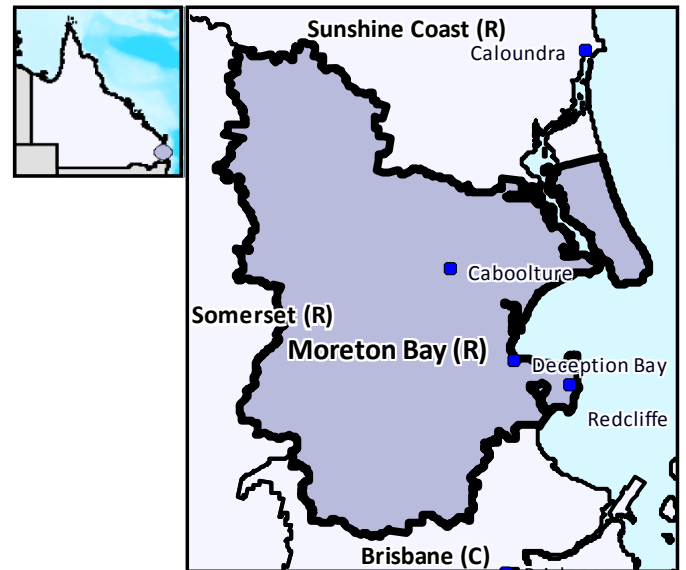 Sunshine Coast (R)
Caloundra
Caboolture
Somerset (R)
Moreton Bay (R)
Deception Bay
Redcliffe
Brisbane (C)